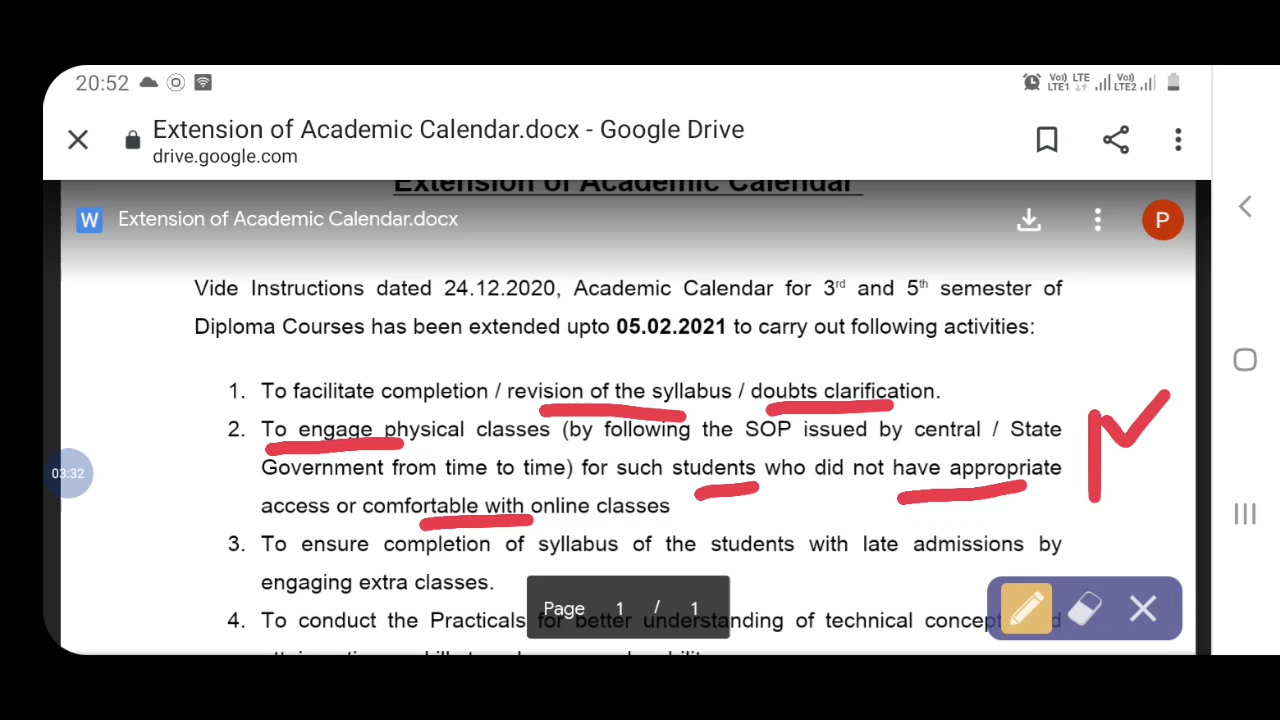 20:52
Vo) LTE1 LTE Vo) LTE2
Extension of Academic Calendar.docx - Google Drive
drive.google.com
Extension of Academic Calendar
W Extension of Academic Calendar.docx P
Vide Instructions dated 24.12.2020, Academic Calendar for 3rd and 5th semester of
Diploma Courses has been extended upto 05.02.2021 to carry out following activities:
1. To facilitate completion / revision of the syllabus / doubts clarification.
2. To engage physical classes (by following the SOP issued by central / State
Government from time to time) for such students who did not have appropriate
03:32
access or comfortable with online classes
3. To ensure completion of syllabus of the students with late admissions by
engaging extra classes.
Page 1 / 1
4. To conduct the Practicals for better understanding of technical